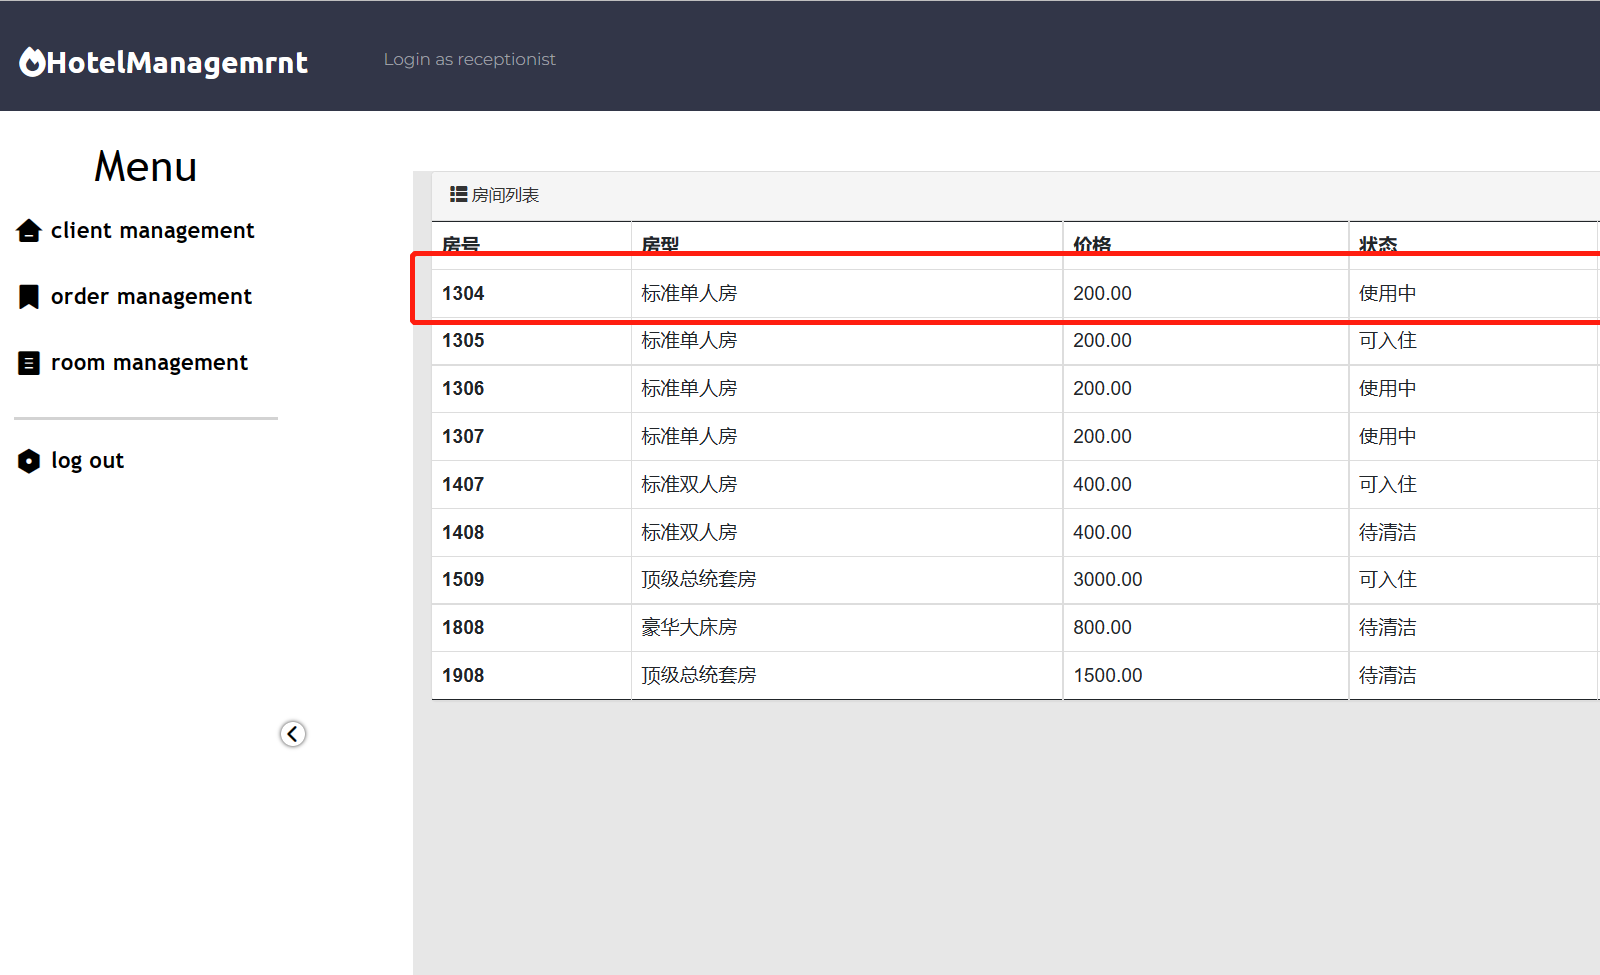 HotelManagemrnt
Login as receptionist
Menu
client management
order management
room management
log out
房间列表
房号 房型 价格 状态
1304 标准单人房 200.00 使用中
1305 标准单人房 200.00 可入住
1306 标准单人房 200.00 使用中
1307 标准单人房 200.00 使用中
1407 标准双人房 400.00 可入住
1408 标准双人房 400.00 待清洁
1509 顶级总统套房 3000.00 可入住
1808 豪华大床房 800.00 待清洁
1908 顶级总统套房 1500.00 待清洁